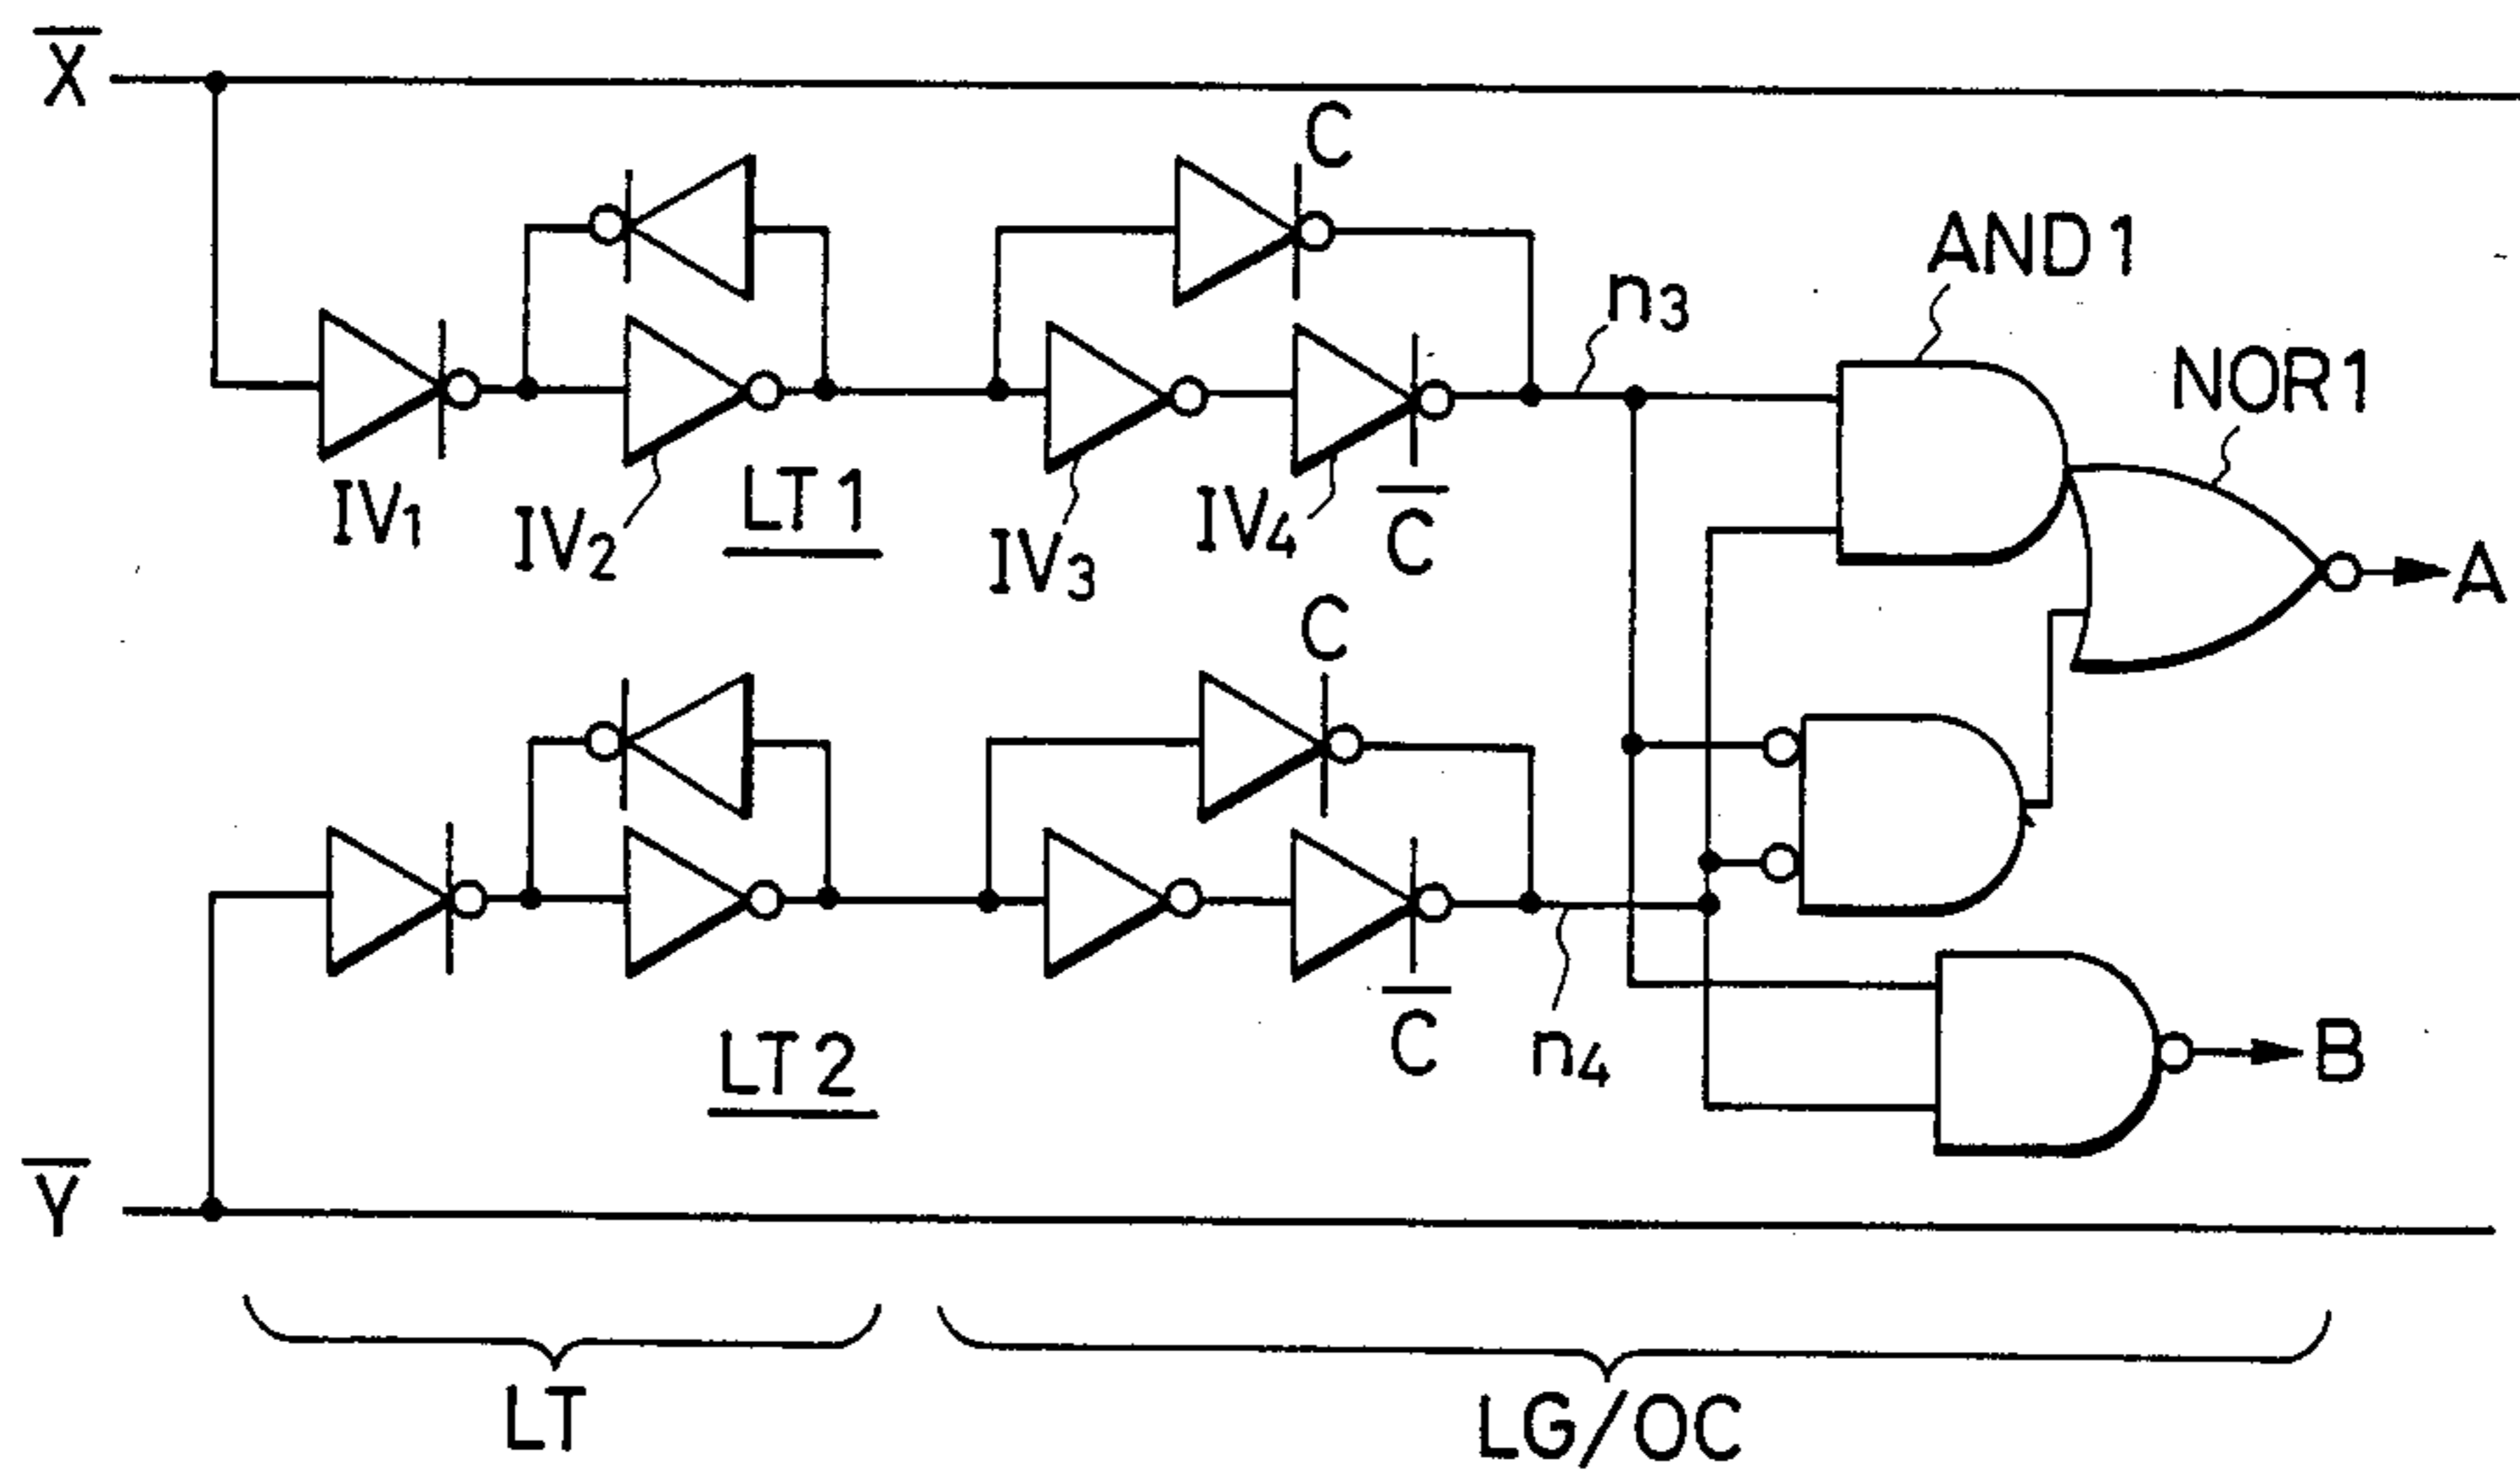 X̅
C
AND1
n₃
NOR1
IV₁
IV₂
LT1
IV₃
IV₄
C̅
A
C
LT2
C̅
n₄
B
Y̅
LT
LG/OC